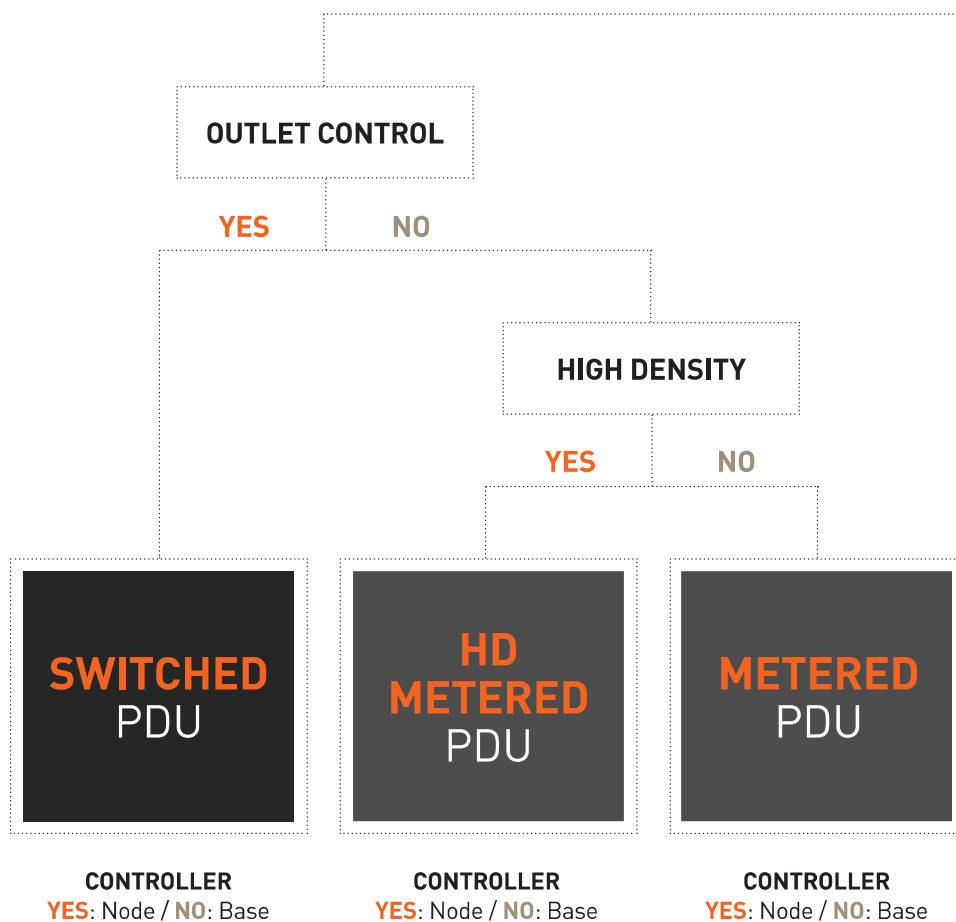 OUTLET CONTROL
YES NO
HIGH DENSITY
YES NO
SWITCHED
PDU
HD
METERED
PDU
METERED
PDU
CONTROLLER
YES: Node / NO: Base
CONTROLLER
YES: Node / NO: Base
CONTROLLER
YES: Node / NO: Base